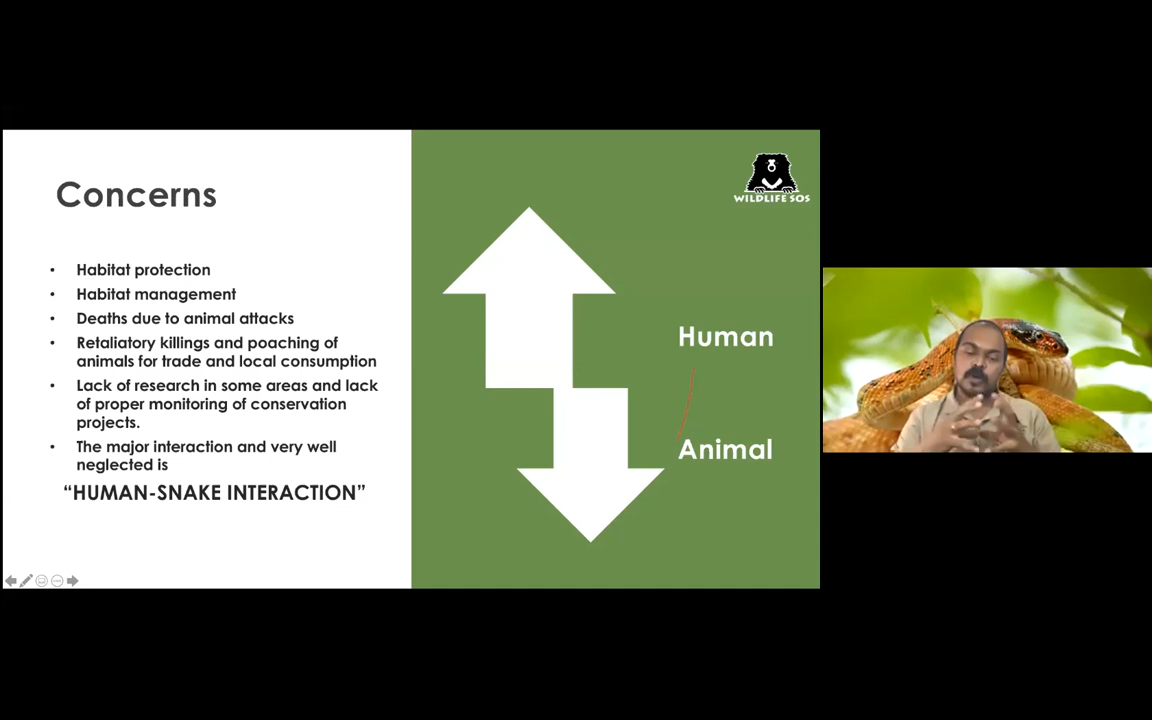 Concerns
• Habitat protection
• Habitat management
• Deaths due to animal attacks
• Retaliatory killings and poaching of
animals for trade and local consumption
• Lack of research in some areas and lack
of proper monitoring of conservation
projects.
• The major interaction and very well
neglected is
“HUMAN-SNAKE INTERACTION”
WILDLIFE SOS
Human
Animal